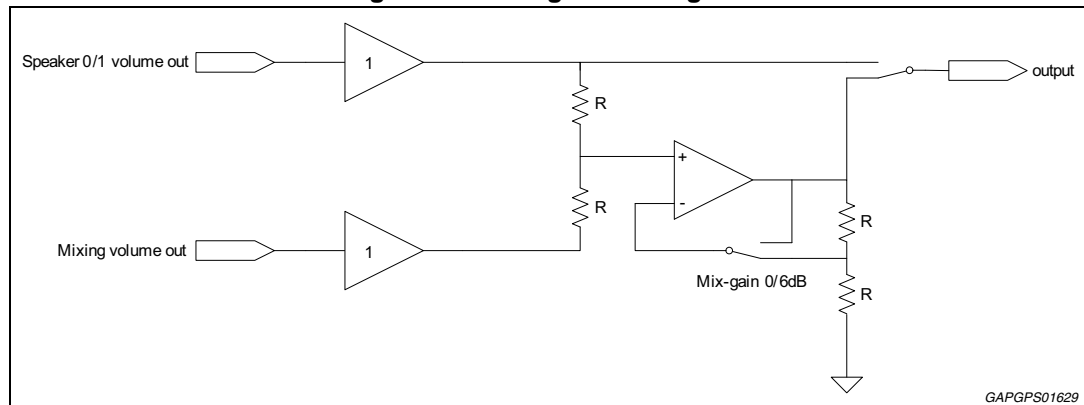 Speaker 0/1 volume out
1
output
R
+
-
R
R
Mixing volume out
1
Mix-gain 0/6dB
R
GAPGPS01629